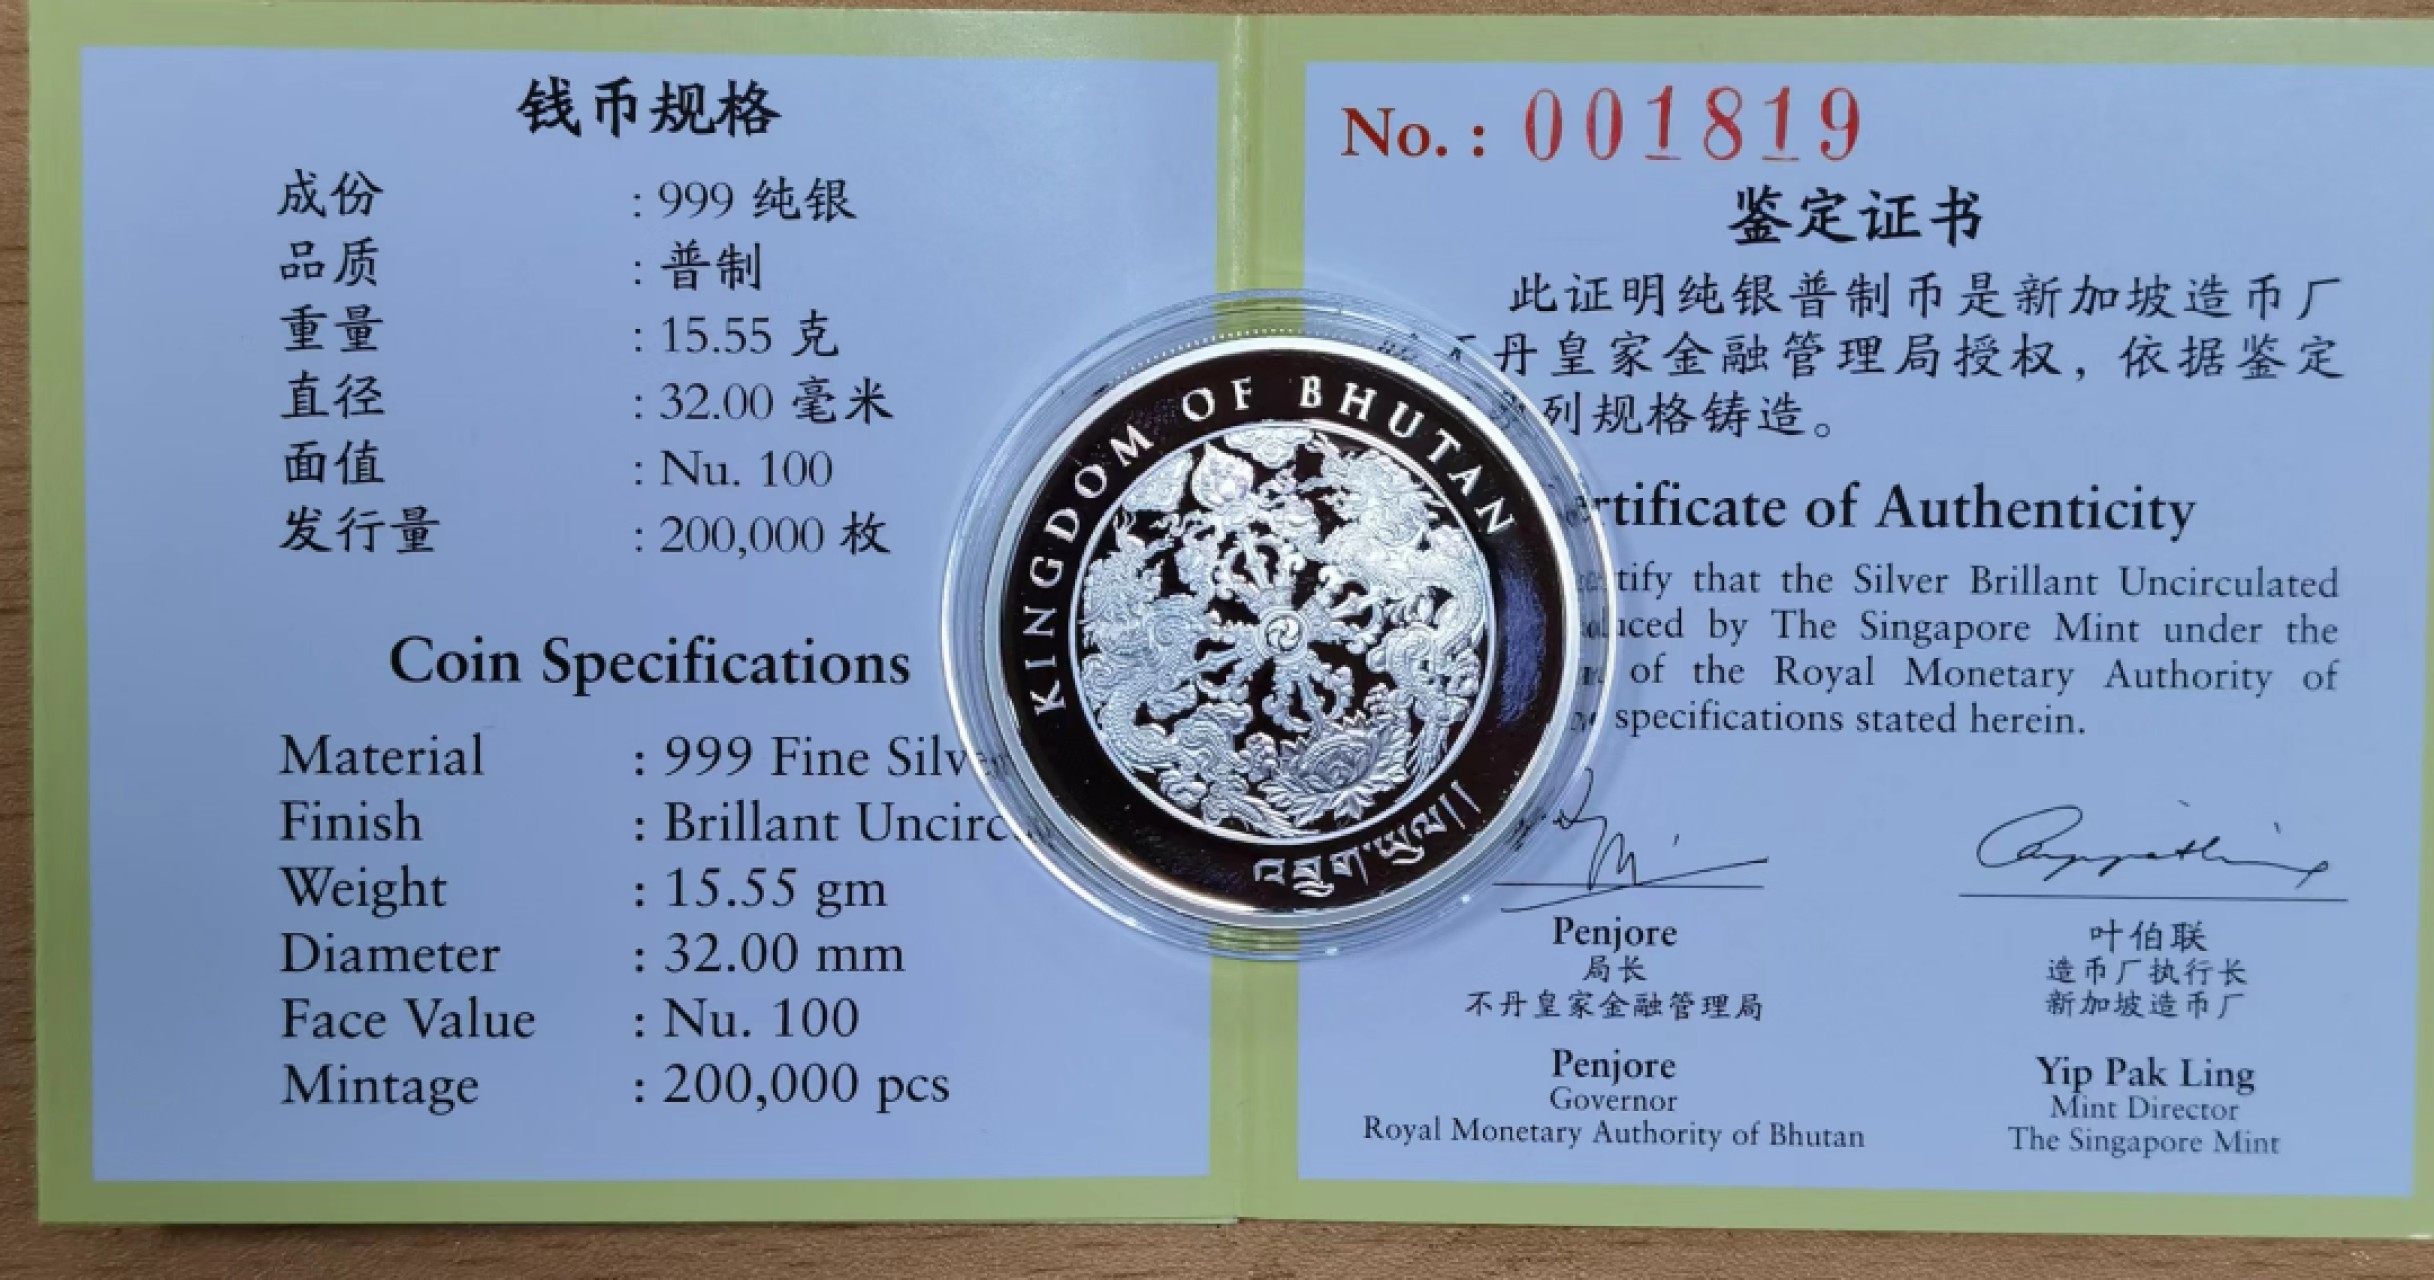 钱币规格
成份 : 999 纯银
品质 : 普制
重量 : 15.55 克
直径 : 32.00 毫米
面值 : Nu. 100
发行量 : 200,000 枚
Coin Specifications
Material : 999 Fine Silver
Finish : Brillant Uncirc
Weight : 15.55 gm
Diameter : 32.00 mm
Face Value : Nu. 100
Mintage : 200,000 pcs
KINGDOM OF BHUTAN
འབྲུག་ཡུལ།།
No. : 001819
鉴定证书
此证明纯银普制币是新加坡造币厂
不丹皇家金融管理局授权，依据鉴定
列规格铸造。
rtificate of Authenticity
tify that the Silver Brillant Uncirculated
uced by The Singapore Mint under the
of the Royal Monetary Authority of
specifications stated herein.
Penjore
局长
不丹皇家金融管理局
Penjore
Governor
Royal Monetary Authority of Bhutan
叶伯联
造币厂执行长
新加坡造币厂
Yip Pak Ling
Mint Director
The Singapore Mint